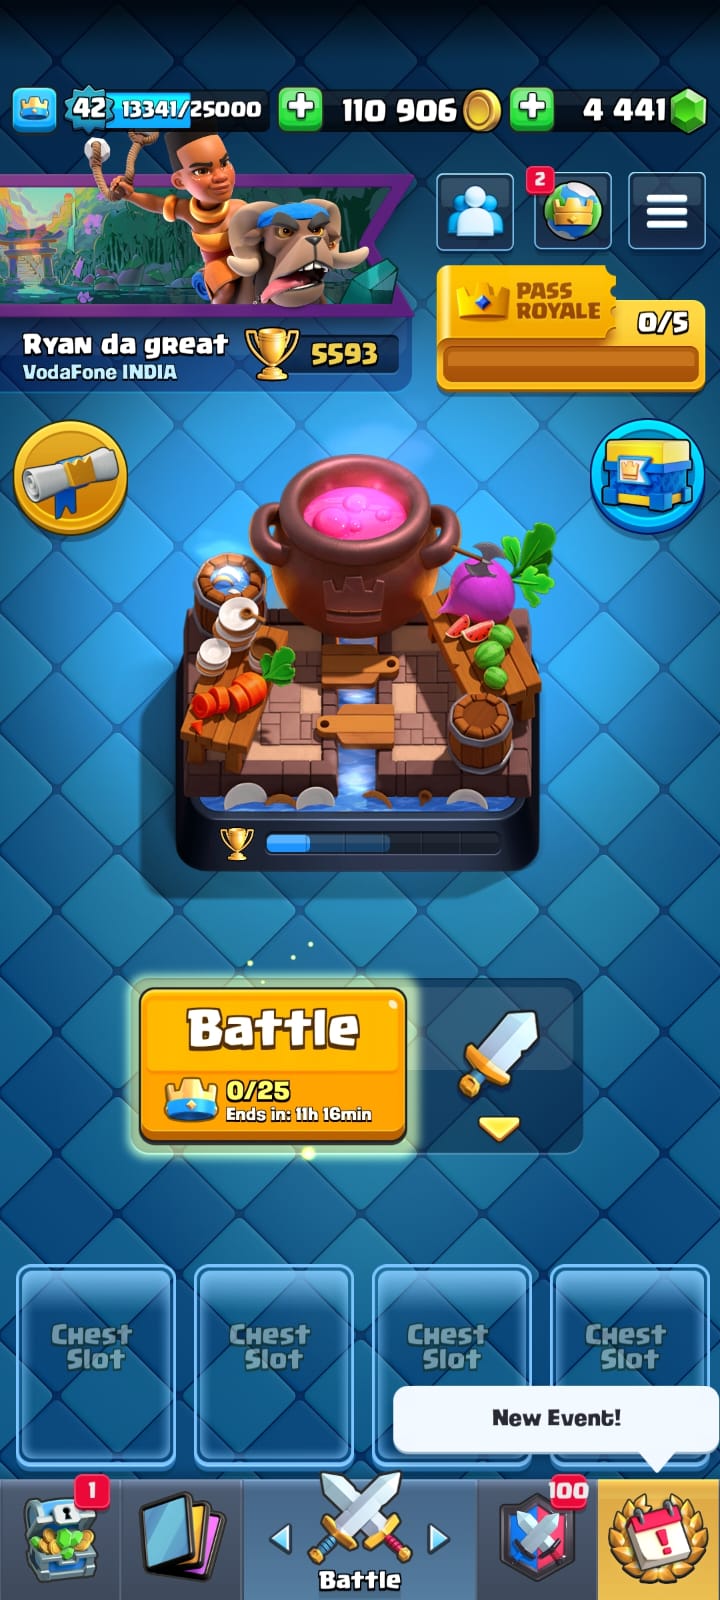 42 13341/25000
110 906
4 441
2
PASS
ROYALE
0/5
Ryan da great
5593
VodaFone INDIA
Battle
0/25
Ends in: 11h 16min
Chest
Slot
Chest
Slot
Chest
Slot
Chest
Slot
New Event!
1
100
Battle